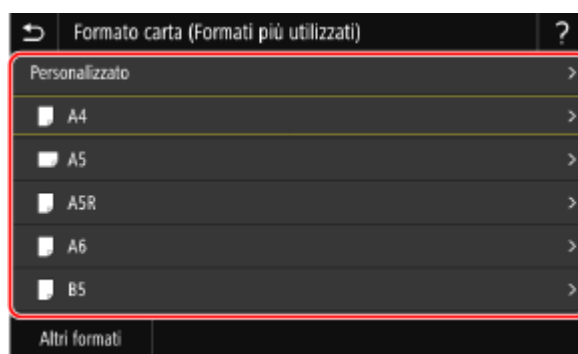 Formato carta (Formati più utilizzati)
?
Personalizzato
A4
A5
A5R
A6
B5
Altri formati